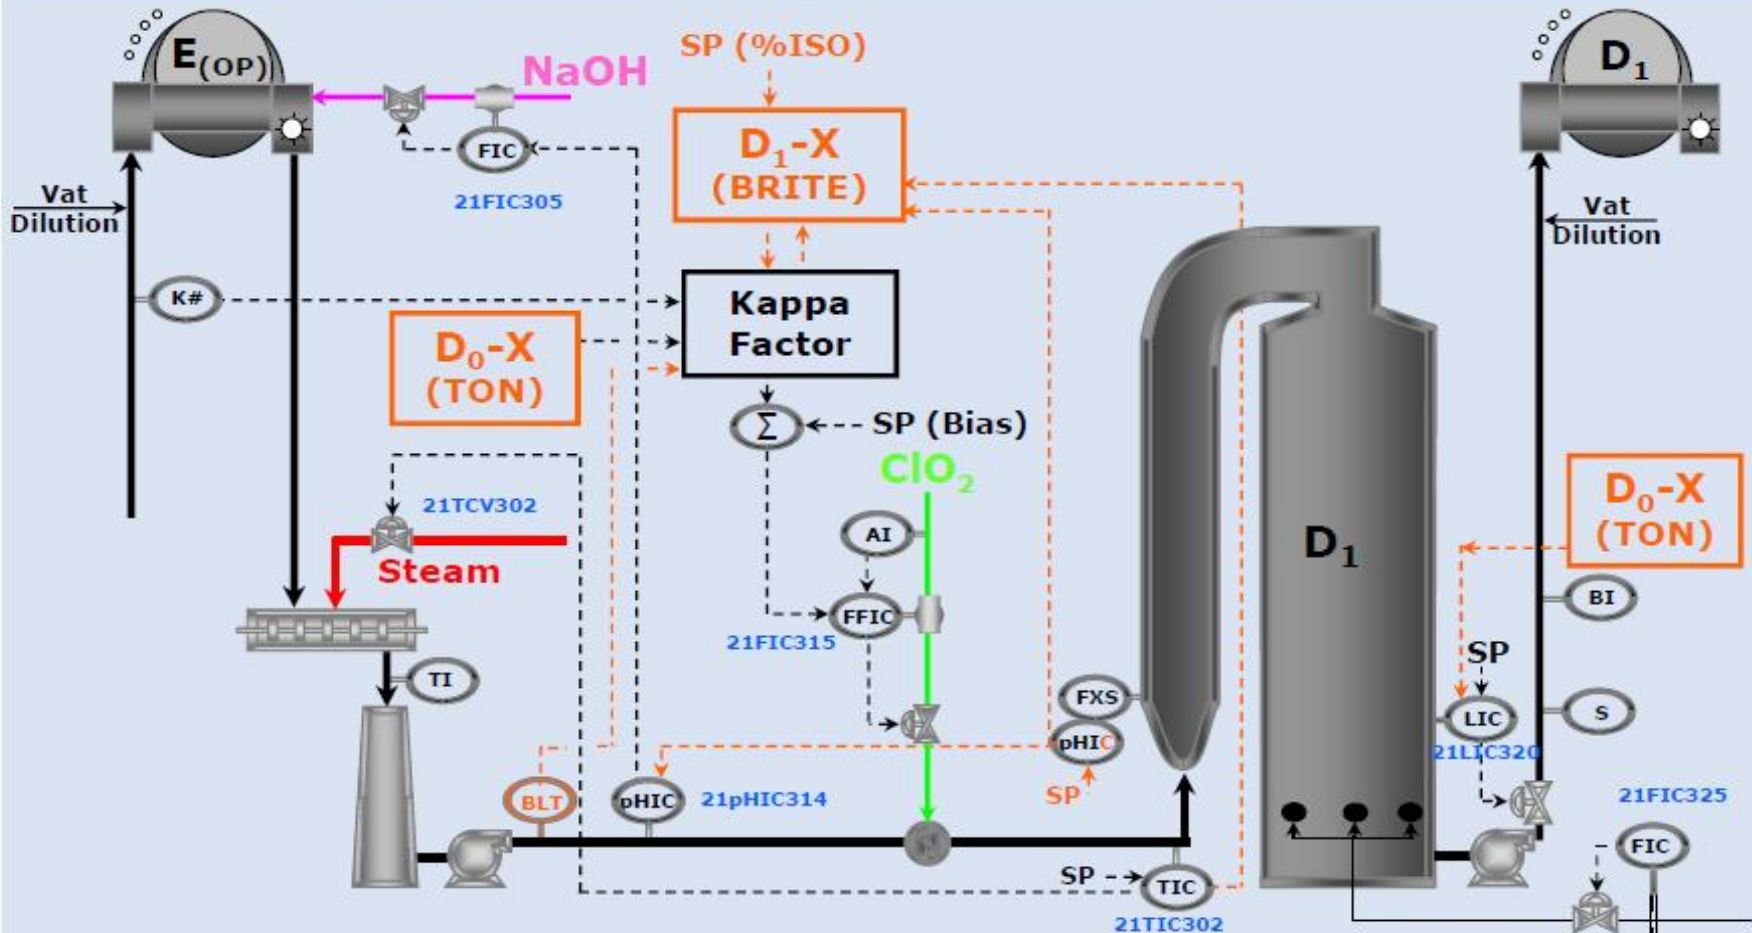 E(OP)
NaOH
FIC
21FIC305
SP (%ISO)
D₁-X
(BRITE)
D₁
Vat
Dilution
Vat
Dilution
K#
Kappa
Factor
D₀-X
(TON)
Σ
SP (Bias)
ClO₂
21TCV302
Steam
AI
FFIC
21FIC315
D₁
D₀-X
(TON)
BI
SP
LIC
S
21LIC320
TI
FXS
pHIC
SP
BLT
pHIC
21pHIC314
SP
TIC
21TIC302
21FIC325
FIC